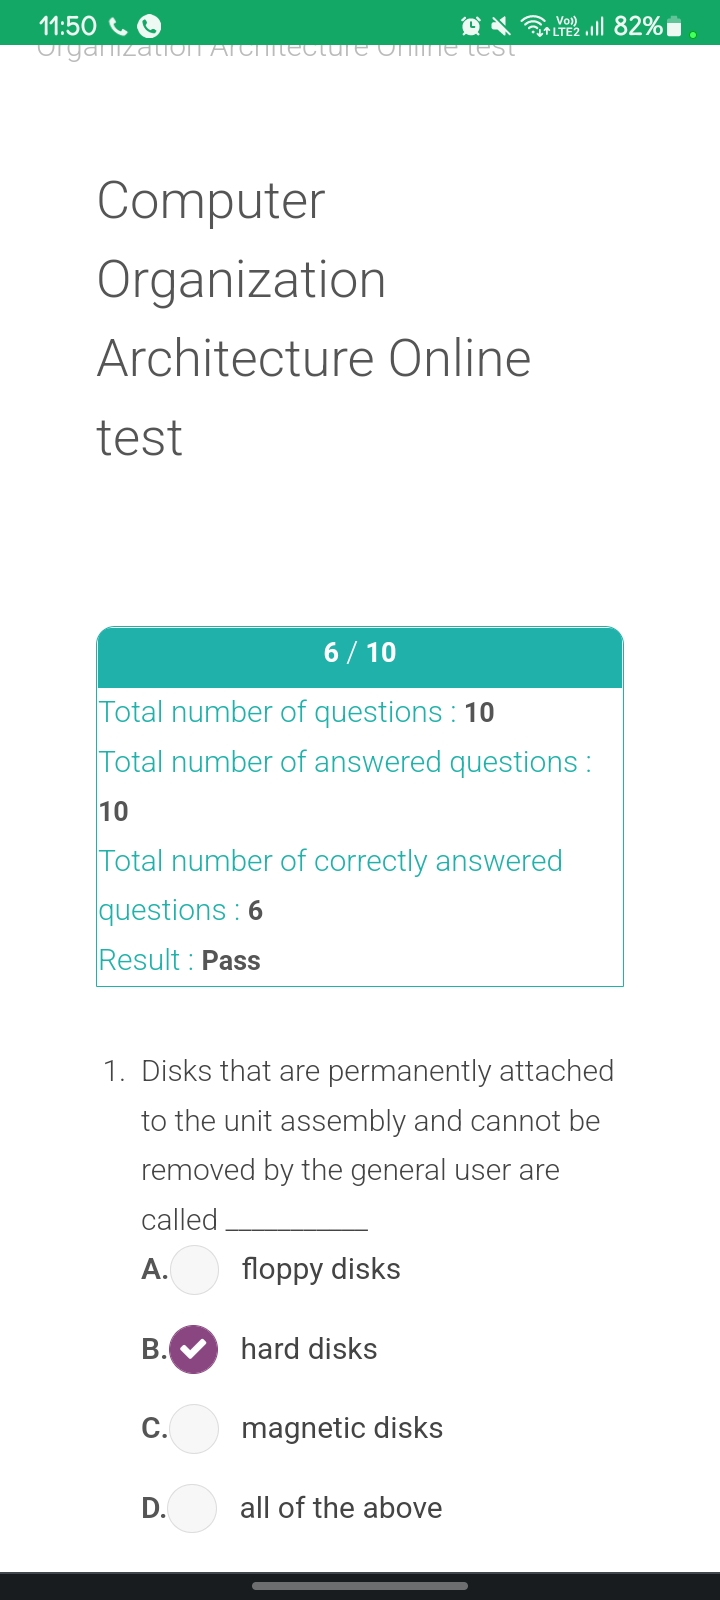 11:50
Vo)) LTE2 82%
Organization Architecture Online test
Computer
Organization
Architecture Online
test
6 / 10
Total number of questions : 10
Total number of answered questions :
10
Total number of correctly answered
questions : 6
Result : Pass
1. Disks that are permanently attached
to the unit assembly and cannot be
removed by the general user are
called ___________
A. floppy disks
B. hard disks
C. magnetic disks
D. all of the above